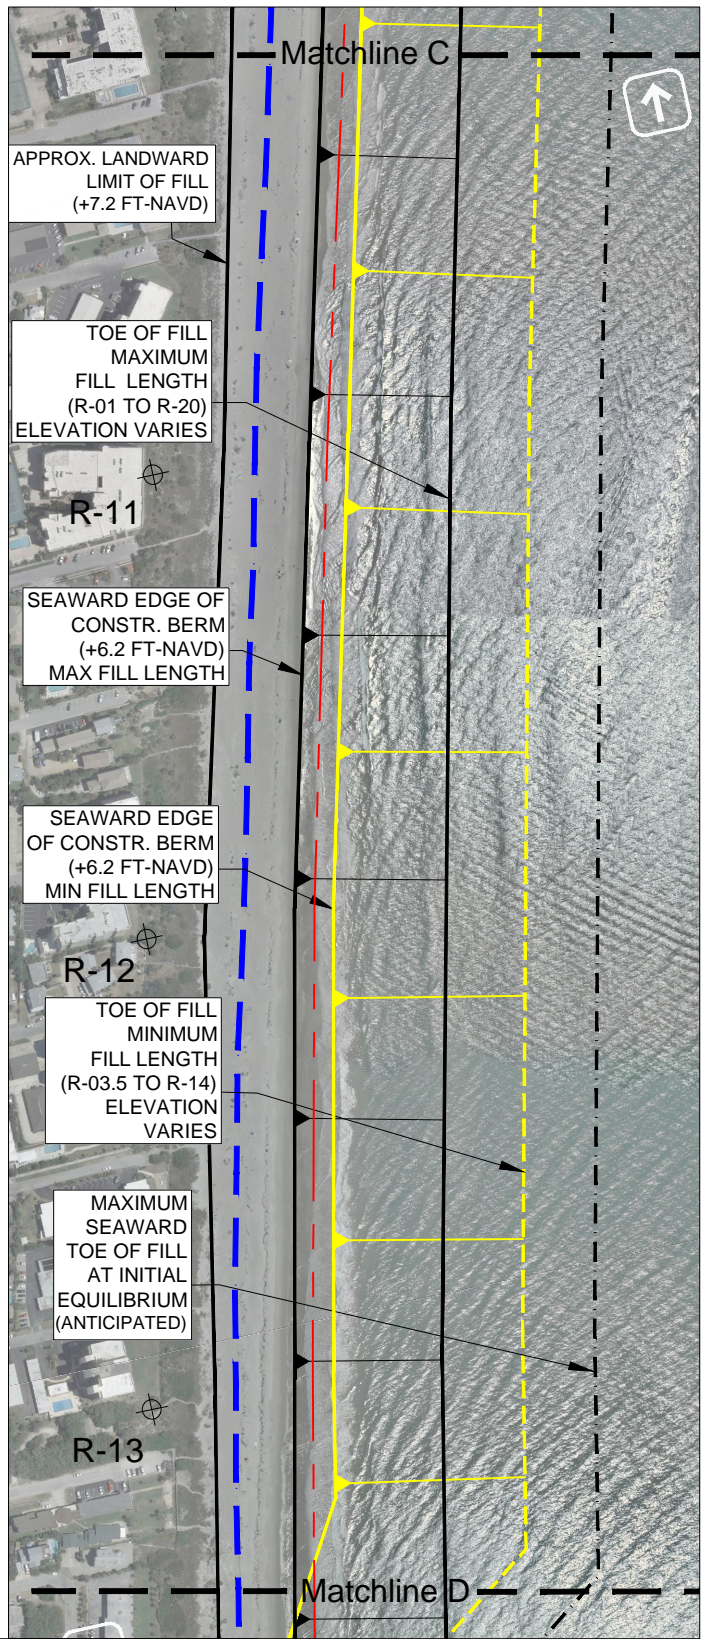 Matchline C
APPROX. LANDWARD
LIMIT OF FILL
(+7.2 FT-NAVD)
TOE OF FILL
MAXIMUM
FILL LENGTH
(R-01 TO R-20)
ELEVATION VARIES
R-11
SEAWARD EDGE OF
CONSTR. BERM
(+6.2 FT-NAVD)
MAX FILL LENGTH
SEAWARD EDGE
OF CONSTR. BERM
(+6.2 FT-NAVD)
MIN FILL LENGTH
R-12
TOE OF FILL
MINIMUM
FILL LENGTH
(R-03.5 TO R-14)
ELEVATION
VARIES
MAXIMUM
SEAWARD
TOE OF FILL
AT INITIAL
EQUILIBRIUM
(ANTICIPATED)
R-13
Matchline D